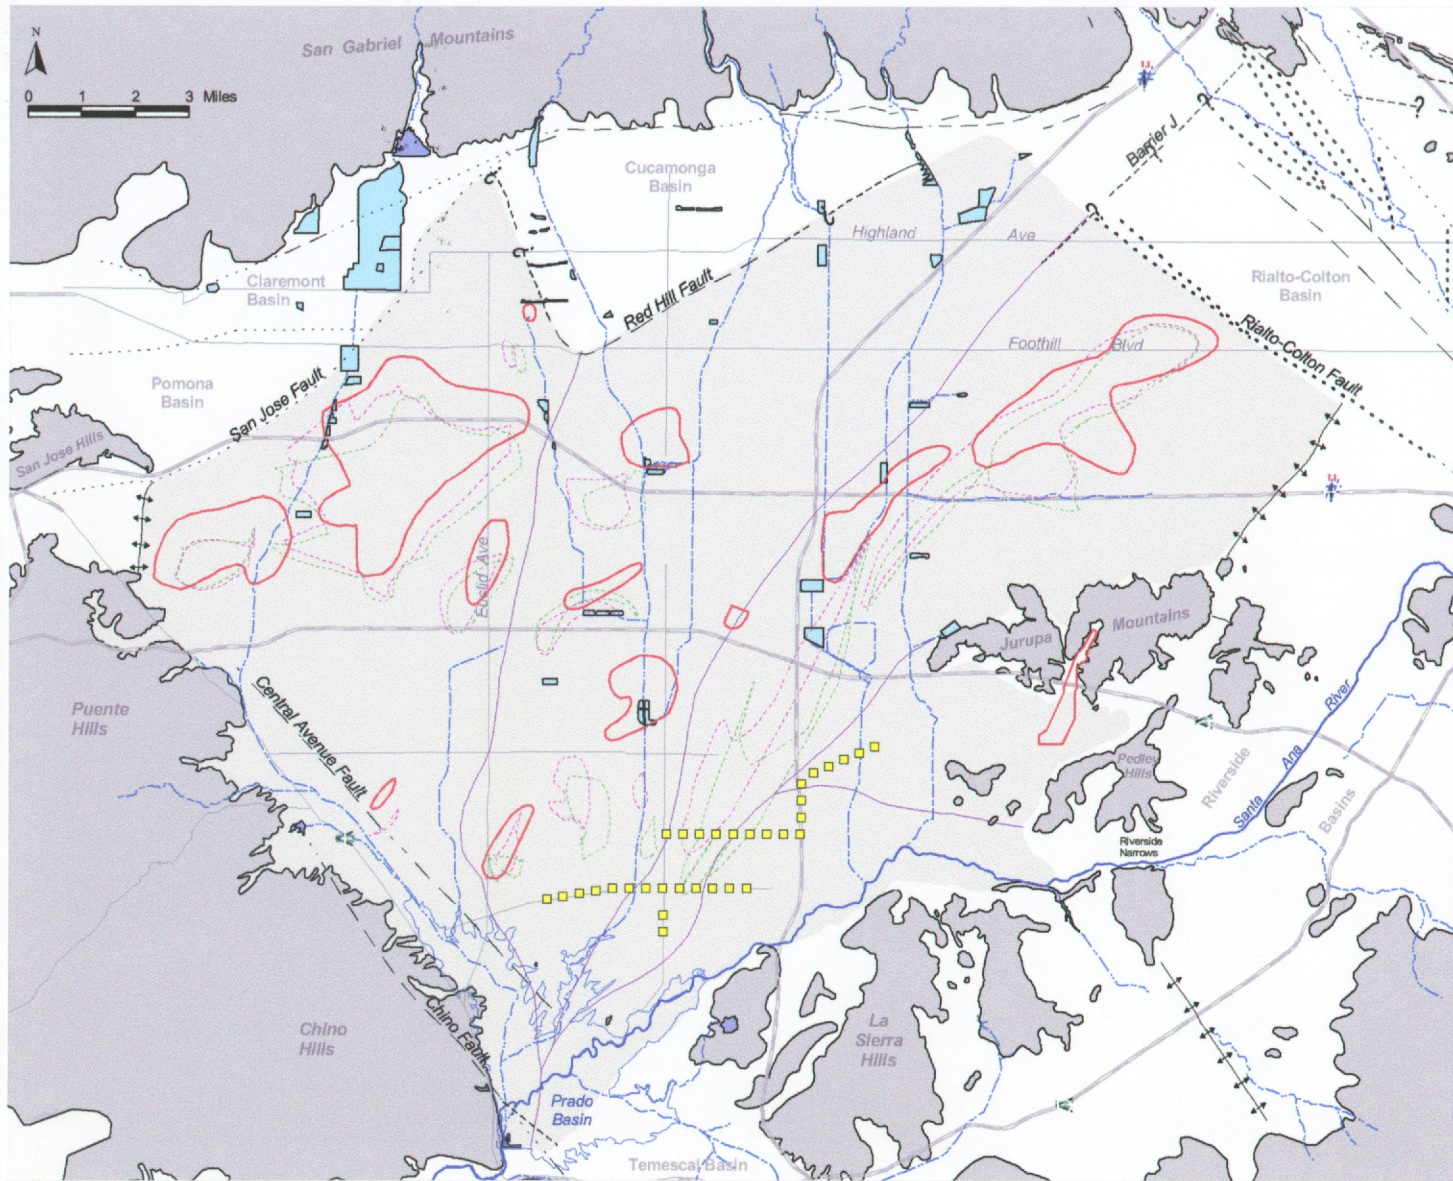 San Gabriel Mountains
N
0 1 2 3 Miles
Cucamonga
Basin
Barrier J
?
?
?
Highland Ave
Claremont
Basin
Rialto-Colton
Basin
Red Hill Fault
Foothill Blvd
Rialto-Colton Fault
Pomona
Basin
San Jose Fault
San Jose Hills
Euclid Ave
Jurupa Mountains
Puente
Hills
Central Avenue Fault
River
Ana
Santa
Pedley
Hills
Riverside
Basins
Riverside
Narrows
Chino
Hills
Chino Fault
La
Sierra
Hills
Prado
Basin
Temescal Basin